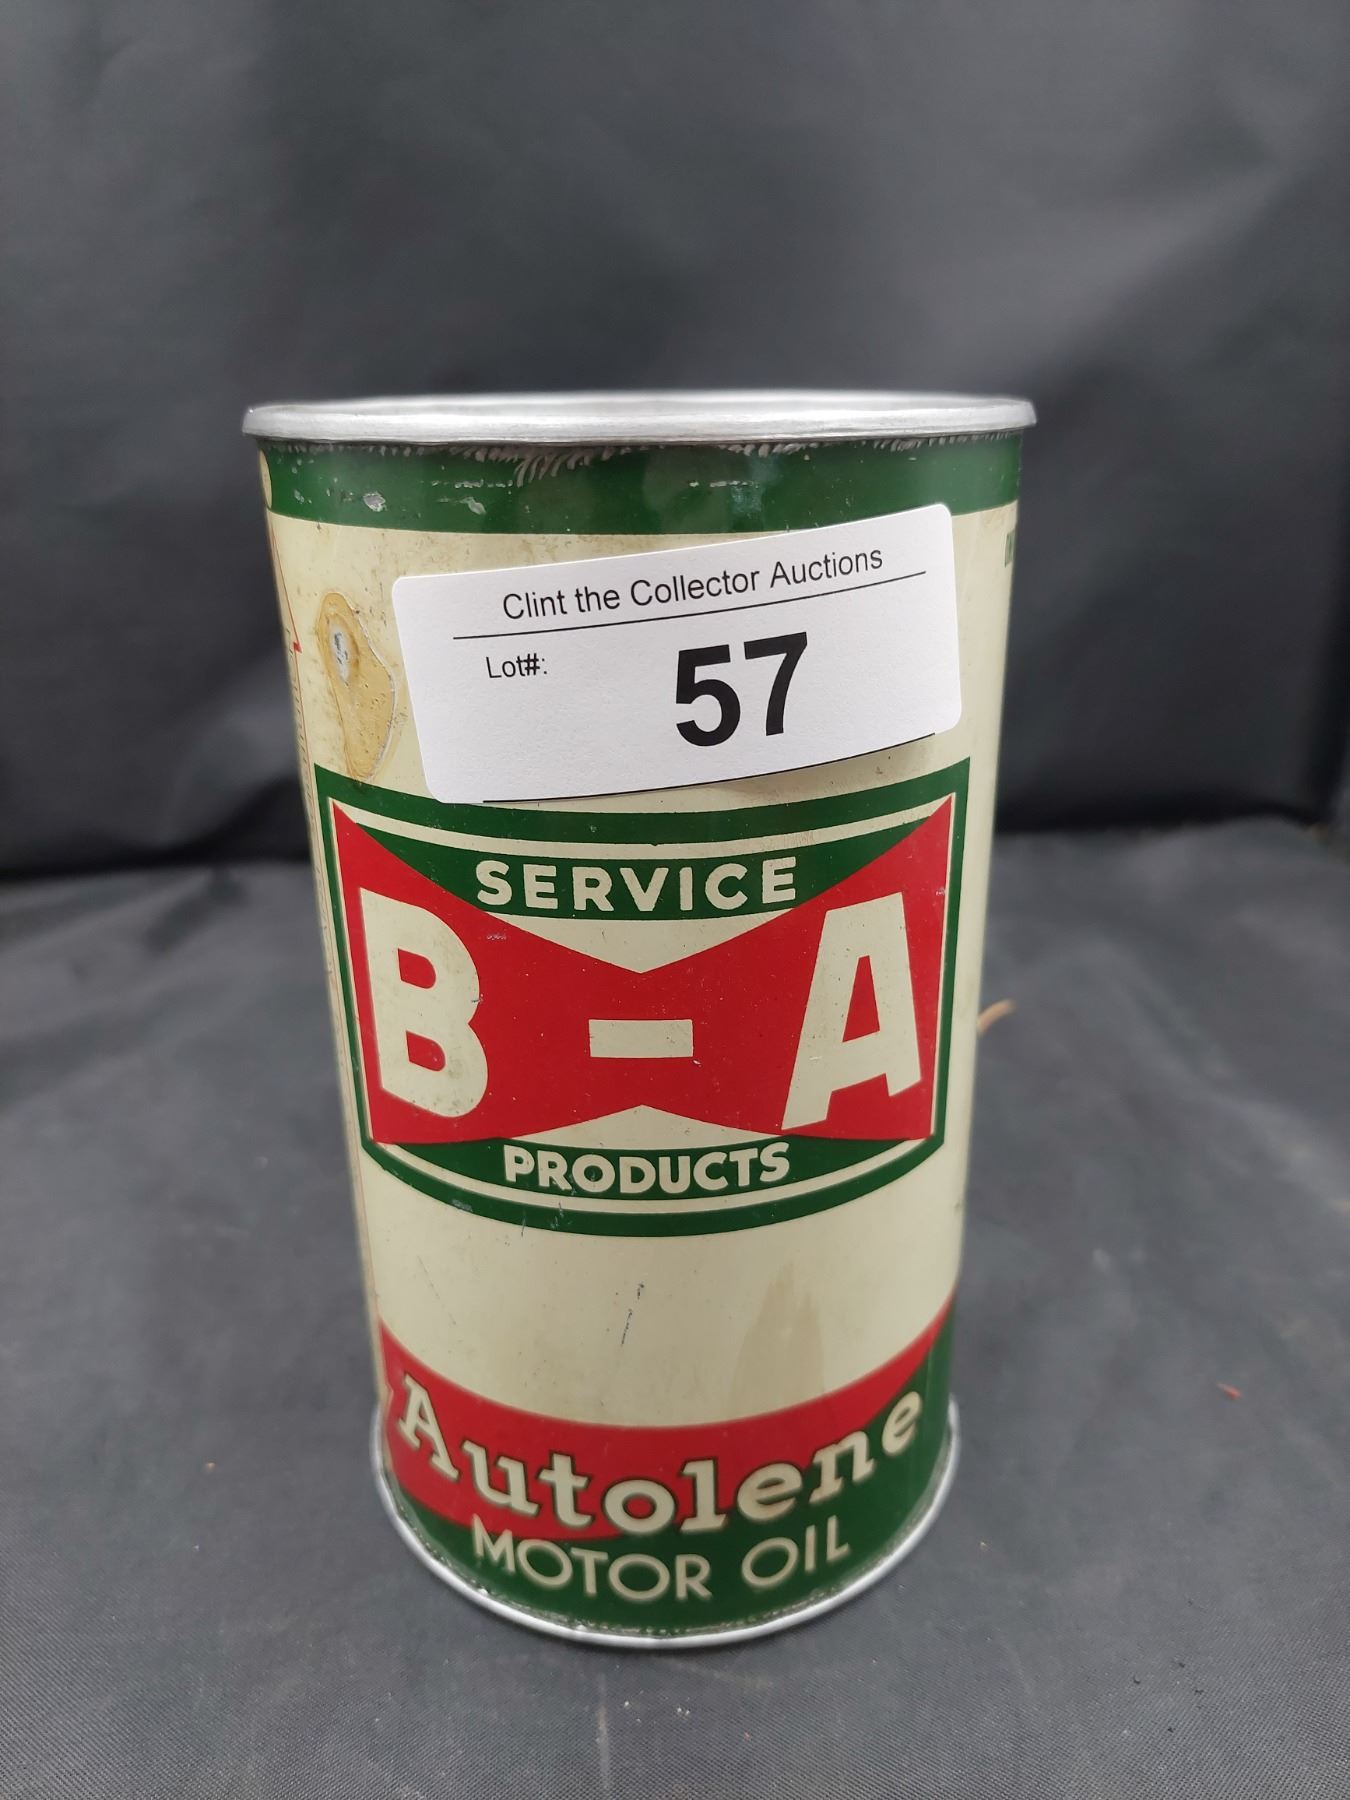 Clint the Collector Auctions
Lot#: 57
SERVICE
B-A
PRODUCTS
Autolene
MOTOR OIL